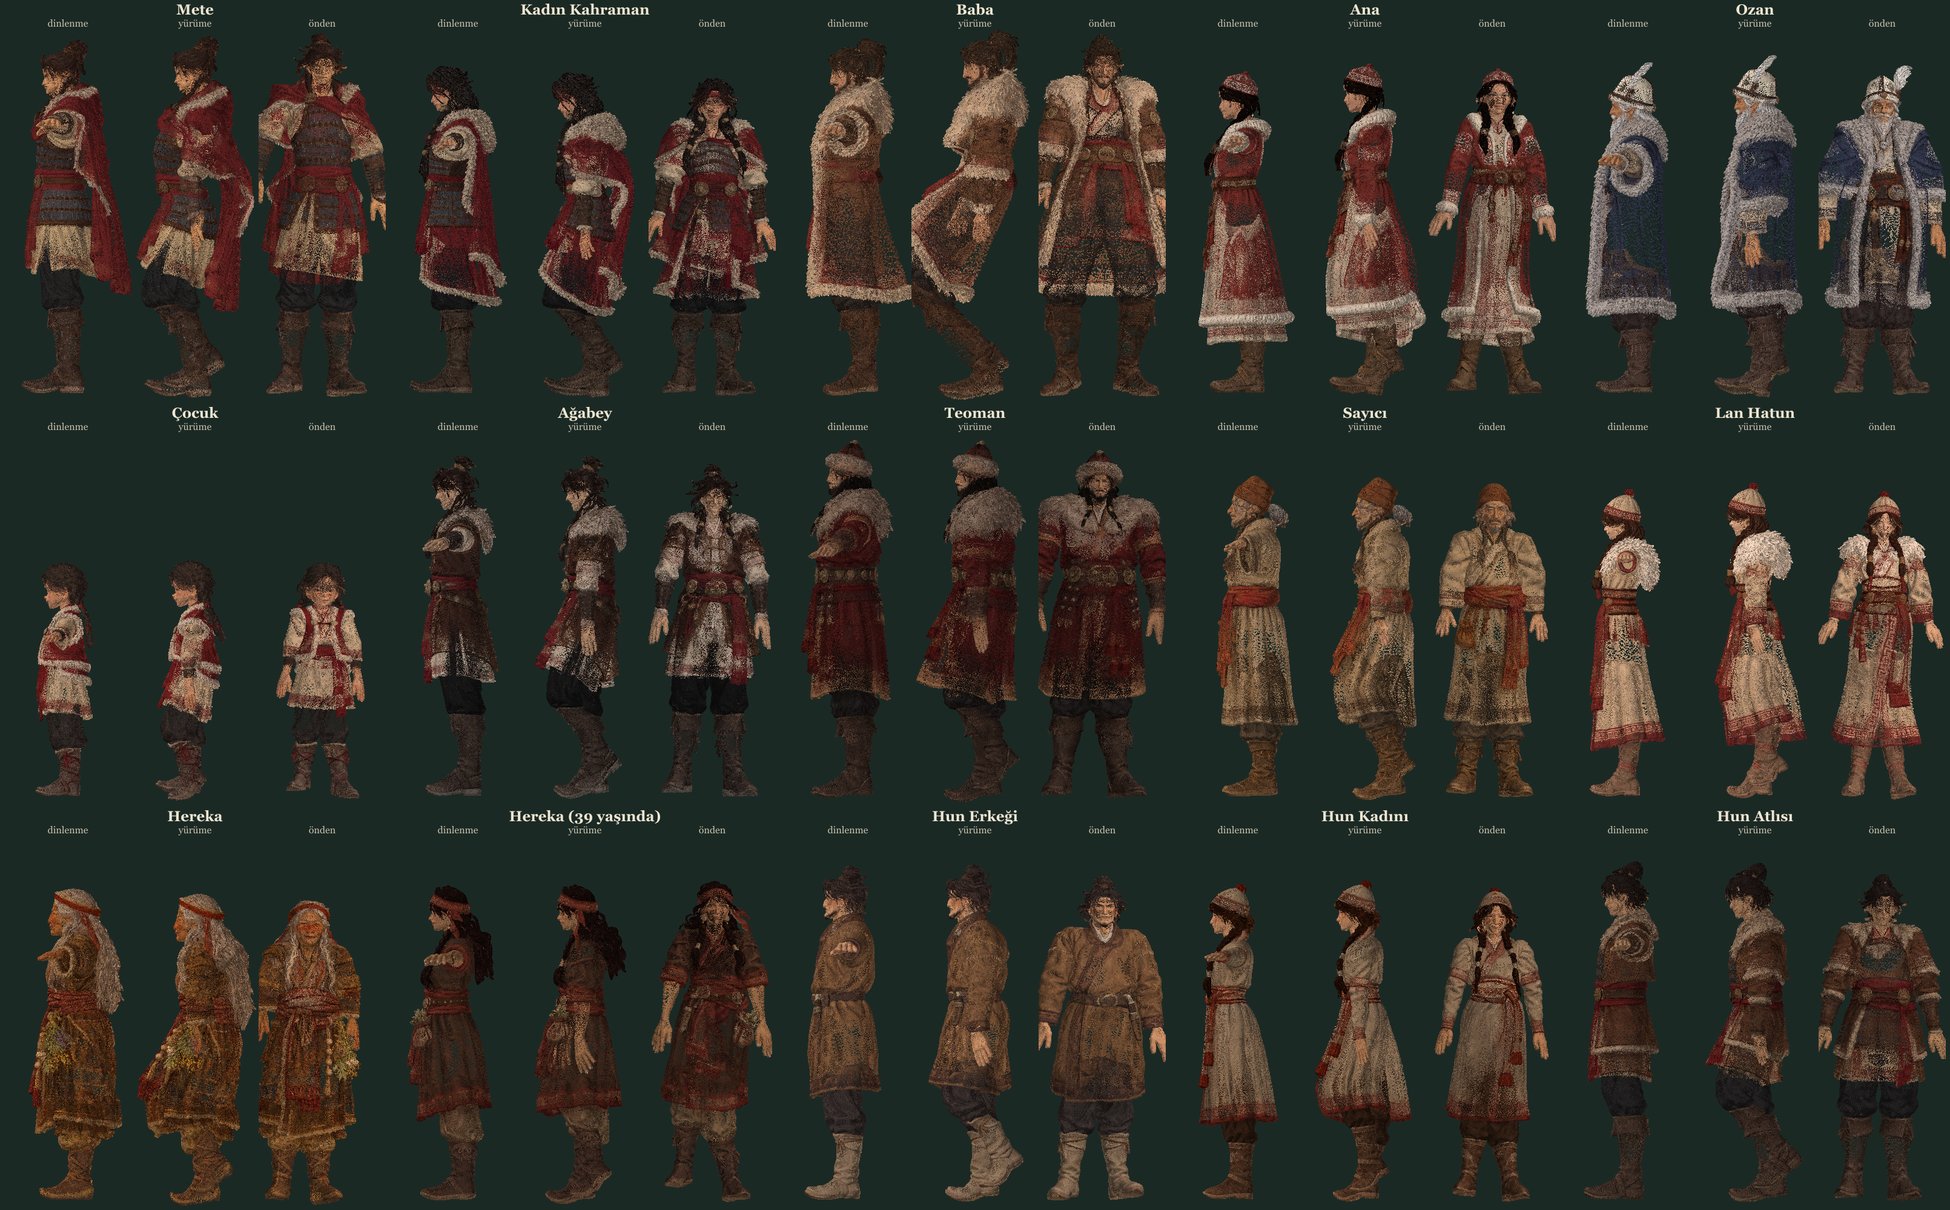 Mete
dinlenme yürüme önden
Kadın Kahraman
dinlenme yürüme önden
Baba
dinlenme yürüme önden
Ana
dinlenme yürüme önden
Ozan
dinlenme yürüme önden
Çocuk
dinlenme yürüme önden
Ağabey
dinlenme yürüme önden
Teoman
dinlenme yürüme önden
Sayıcı
dinlenme yürüme önden
Lan Hatun
dinlenme yürüme önden
Hereka
dinlenme yürüme önden
Hereka (39 yaşında)
dinlenme yürüme önden
Hun Erkeği
dinlenme yürüme önden
Hun Kadını
dinlenme yürüme önden
Hun Atlısı
dinlenme yürüme önden